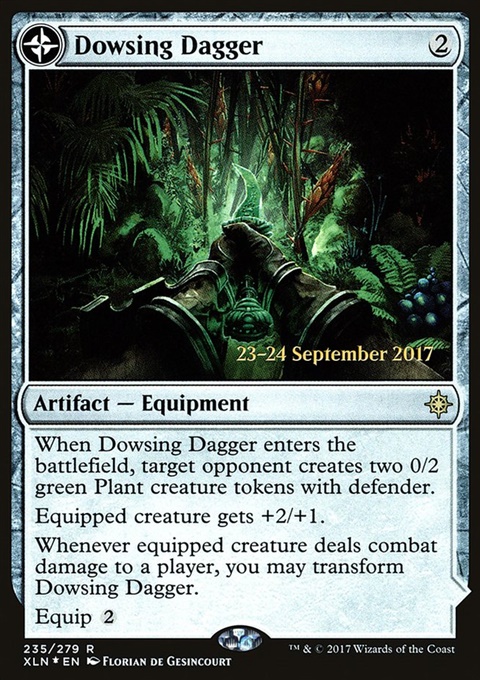 Dowsing Dagger 2
23–24 September 2017
Artifact — Equipment
When Dowsing Dagger enters the
battlefield, target opponent creates two 0/2
green Plant creature tokens with defender.
Equipped creature gets +2/+1.
Whenever equipped creature deals combat
damage to a player, you may transform
Dowsing Dagger.
Equip 2
235/279 R
XLN ★ EN Florian de Gesincourt
™ & © 2017 Wizards of the Coast